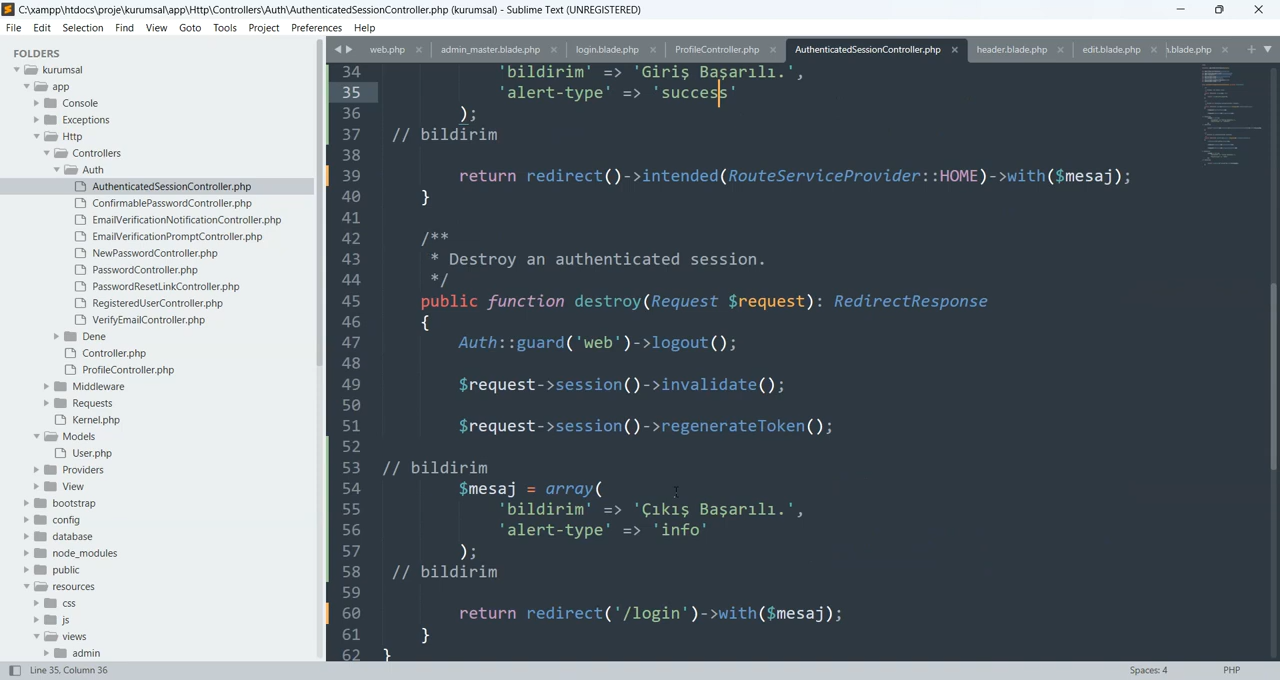 C:\xampp\htdocs\proje\kurumsal\app\Http\Controllers\Auth\AuthenticatedSessionController.php (kurumsal) - Sublime Text (UNREGISTERED)
File Edit Selection Find View Goto Tools Project Preferences Help
FOLDERS
kurumsal
app
Console
Exceptions
Http
Controllers
Auth
AuthenticatedSessionController.php
ConfirmablePasswordController.php
EmailVerificationNotificationController.php
EmailVerificationPromptController.php
NewPasswordController.php
PasswordController.php
PasswordResetLinkController.php
RegisteredUserController.php
VerifyEmailController.php
Dene
Controller.php
ProfileController.php
Middleware
Requests
Kernel.php
Models
User.php
Providers
View
bootstrap
config
database
node_modules
public
resources
css
js
views
admin
web.php admin_master.blade.php login.blade.php ProfileController.php AuthenticatedSessionController.php header.blade.php edit.blade.php ı.blade.php
34 'bildirim' => 'Giriş Başarılı.',
35 'alert-type' => 'success'
36 );
37 // bildirim
38
39 return redirect()->intended(RouteServiceProvider::HOME)->with($mesaj);
40 }
41
42 /**
43 * Destroy an authenticated session.
44 */
45 public function destroy(Request $request): RedirectResponse
46 {
47 Auth::guard('web')->logout();
48
49 $request->session()->invalidate();
50
51 $request->session()->regenerateToken();
52
53 // bildirim
54 $mesaj = array(
55 'bildirim' => 'Çıkış Başarılı.',
56 'alert-type' => 'info'
57 );
58 // bildirim
59
60 return redirect('/login')->with($mesaj);
61 }
62 }
Line 35, Column 36 Spaces: 4 PHP